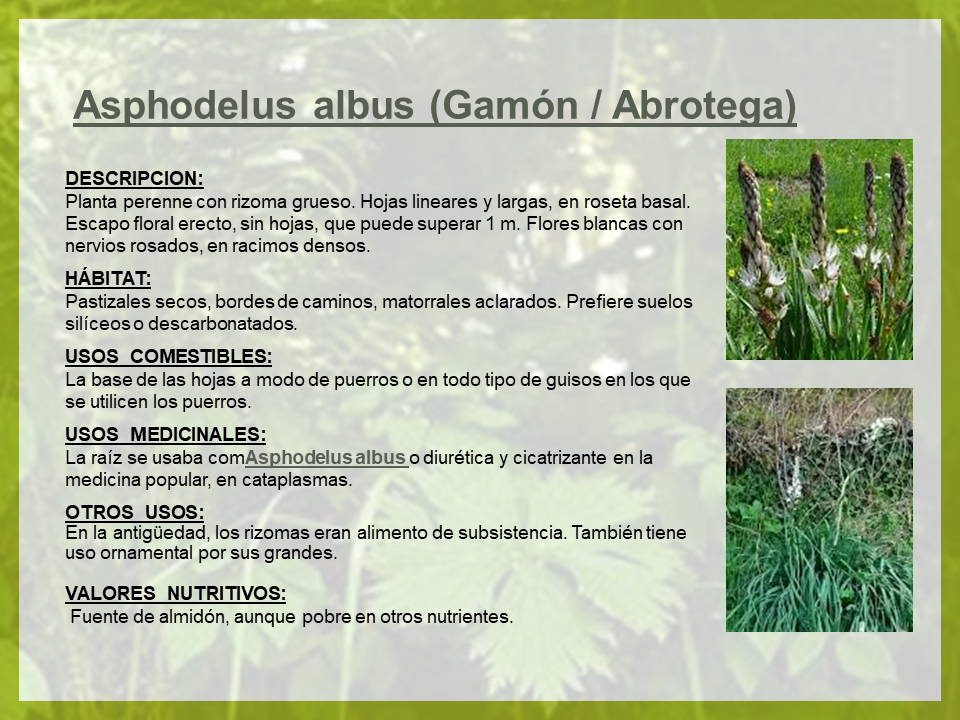 Asphodelus albus (Gamón / Abrotega)
DESCRIPCION:
Planta perenne con rizoma grueso. Hojas lineares y largas, en roseta basal.
Escapo floral erecto, sin hojas, que puede superar 1 m. Flores blancas con
nervios rosados, en racimos densos.
HÁBITAT:
Pastizales secos, bordes de caminos, matorrales aclarados. Prefiere suelos
silíceos o descarbonatados.
USOS COMESTIBLES:
La base de las hojas a modo de puerros o en todo tipo de guisos en los que
se utilicen los puerros.
USOS MEDICINALES:
La raíz se usaba comAsphodelus albus o diurética y cicatrizante en la
medicina popular, en cataplasmas.
OTROS USOS:
En la antigüedad, los rizomas eran alimento de subsistencia. También tiene
uso ornamental por sus grandes.
VALORES NUTRITIVOS:
Fuente de almidón, aunque pobre en otros nutrientes.